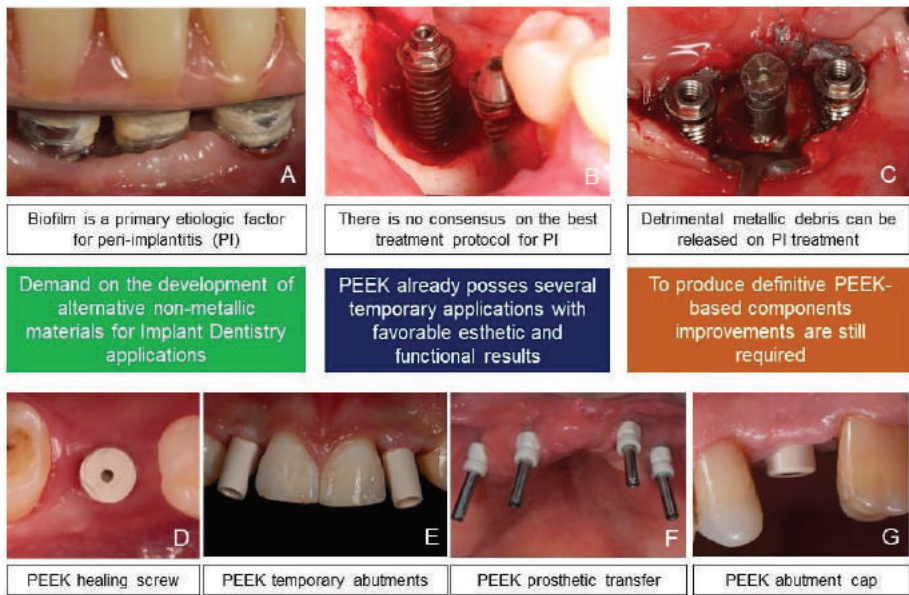 A
B
C
Biofilm is a primary etiologic factor
for peri-implantitis (PI)
There is no consensus on the best
treatment protocol for PI
Detrimental metallic debris can be
released on PI treatment
Demand on the development of
alternative non-metallic
materials for Implant Dentistry
applications
PEEK already posses several
temporary applications with
favorable esthetic and
functional results
To produce definitive PEEK-
based components
improvements are still
required
D
E
F
G
PEEK healing screw
PEEK temporary abutments
PEEK prosthetic transfer
PEEK abutment cap